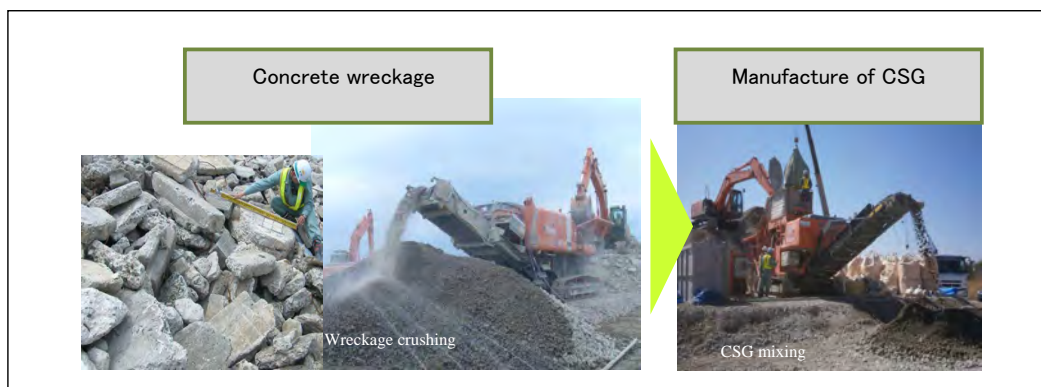 Concrete wreckage
Manufacture of CSG
Wreckage crushing
CSG mixing